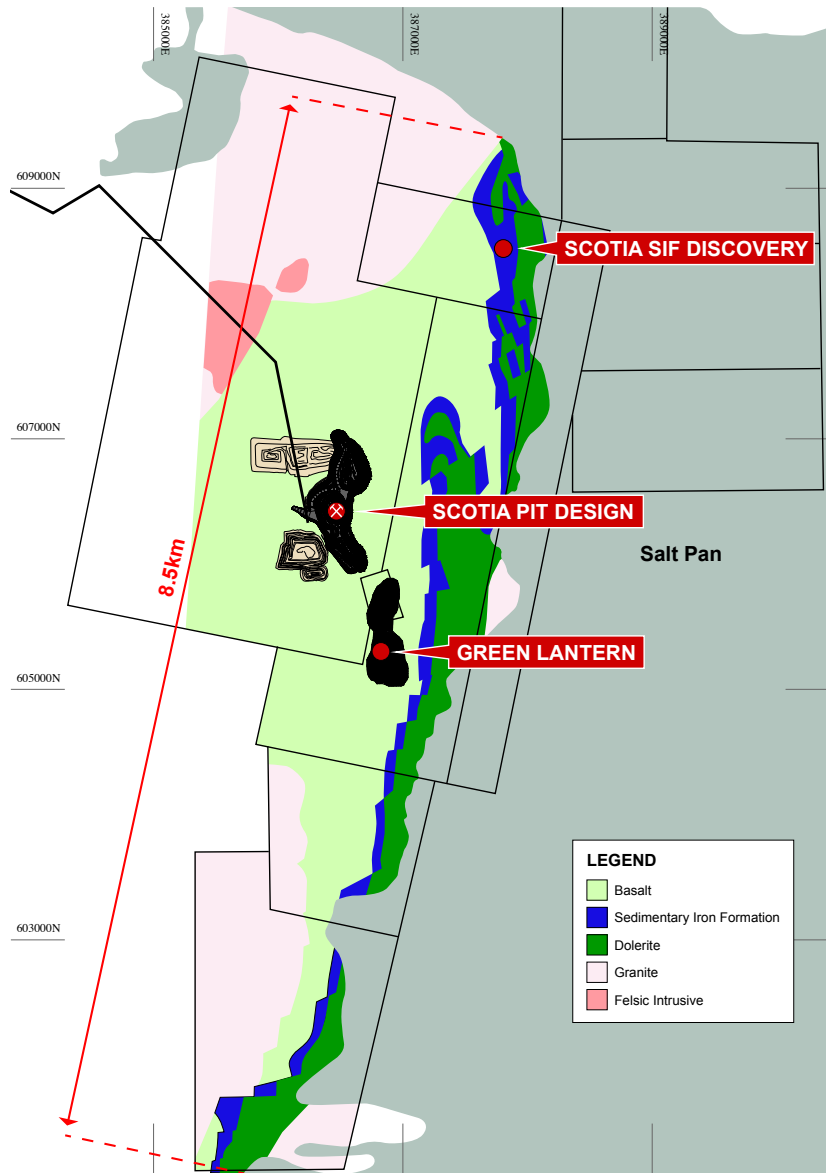 385000E
387000E
389000E
609000N
SCOTIA SIF DISCOVERY
607000N
SCOTIA PIT DESIGN
Salt Pan
8.5km
GREEN LANTERN
605000N
LEGEND
Basalt
Sedimentary Iron Formation
Dolerite
Granite
Felsic Intrusive
603000N